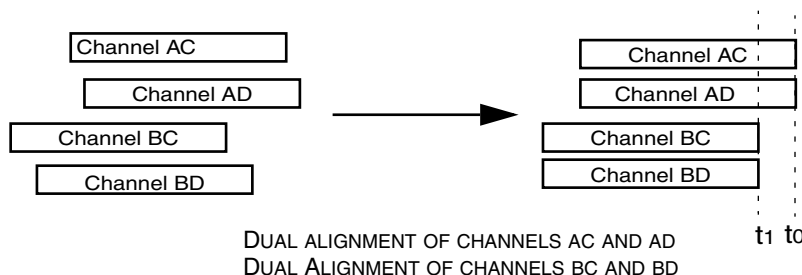 Channel AC
Channel AD
Channel BC
Channel BD
Channel AC
Channel AD
Channel BC
Channel BD
t1 t0
DUAL ALIGNMENT OF CHANNELS AC AND AD
DUAL ALIGNMENT OF CHANNELS BC AND BD